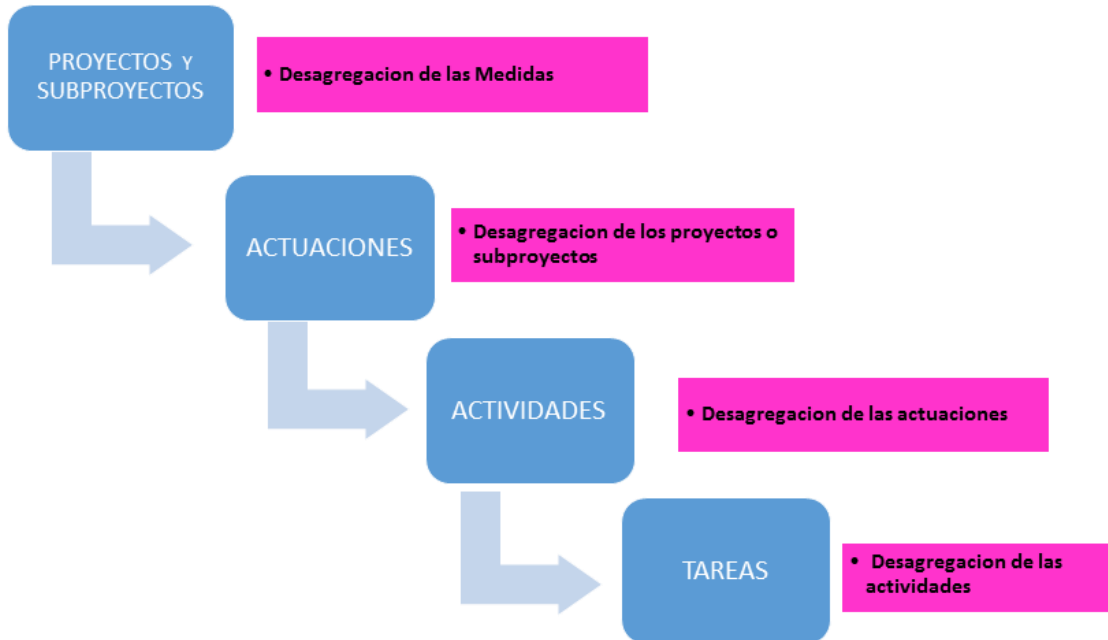 PROYECTOS Y
SUBPROYECTOS
• Desagregacion de las Medidas
ACTUACIONES
• Desagregacion de los proyectos o
subproyectos
ACTIVIDADES
• Desagregacion de las actuaciones
TAREAS
• Desagregacion de las
actividades